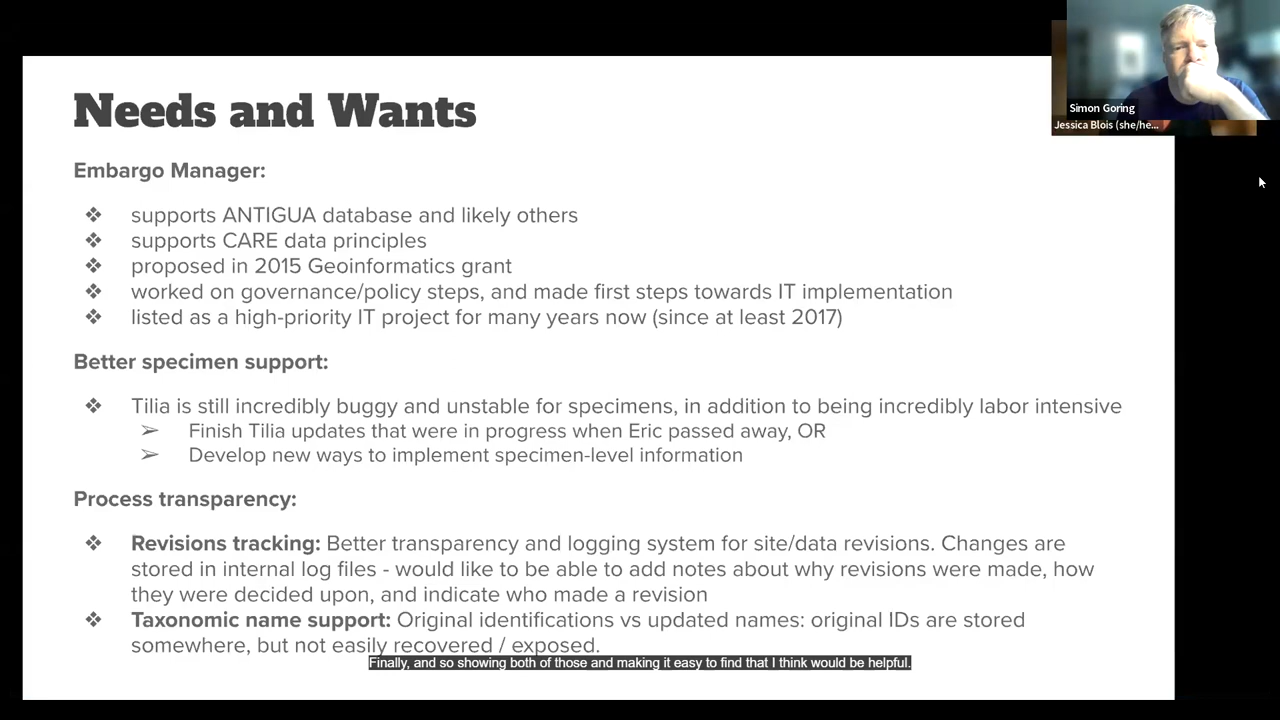 Needs and Wants
Simon Goring
Jessica Blois (she/he...
Embargo Manager:
❖ supports ANTIGUA database and likely others
❖ supports CARE data principles
❖ proposed in 2015 Geoinformatics grant
❖ worked on governance/policy steps, and made first steps towards IT implementation
❖ listed as a high-priority IT project for many years now (since at least 2017)
Better specimen support:
❖ Tilia is still incredibly buggy and unstable for specimens, in addition to being incredibly labor intensive
➢ Finish Tilia updates that were in progress when Eric passed away, OR
➢ Develop new ways to implement specimen-level information
Process transparency:
❖ Revisions tracking: Better transparency and logging system for site/data revisions. Changes are
stored in internal log files - would like to be able to add notes about why revisions were made, how
they were decided upon, and indicate who made a revision
❖ Taxonomic name support: Original identifications vs updated names: original IDs are stored
somewhere, but not easily recovered / exposed.
Finally, and so showing both of those and making it easy to find that I think would be helpful.